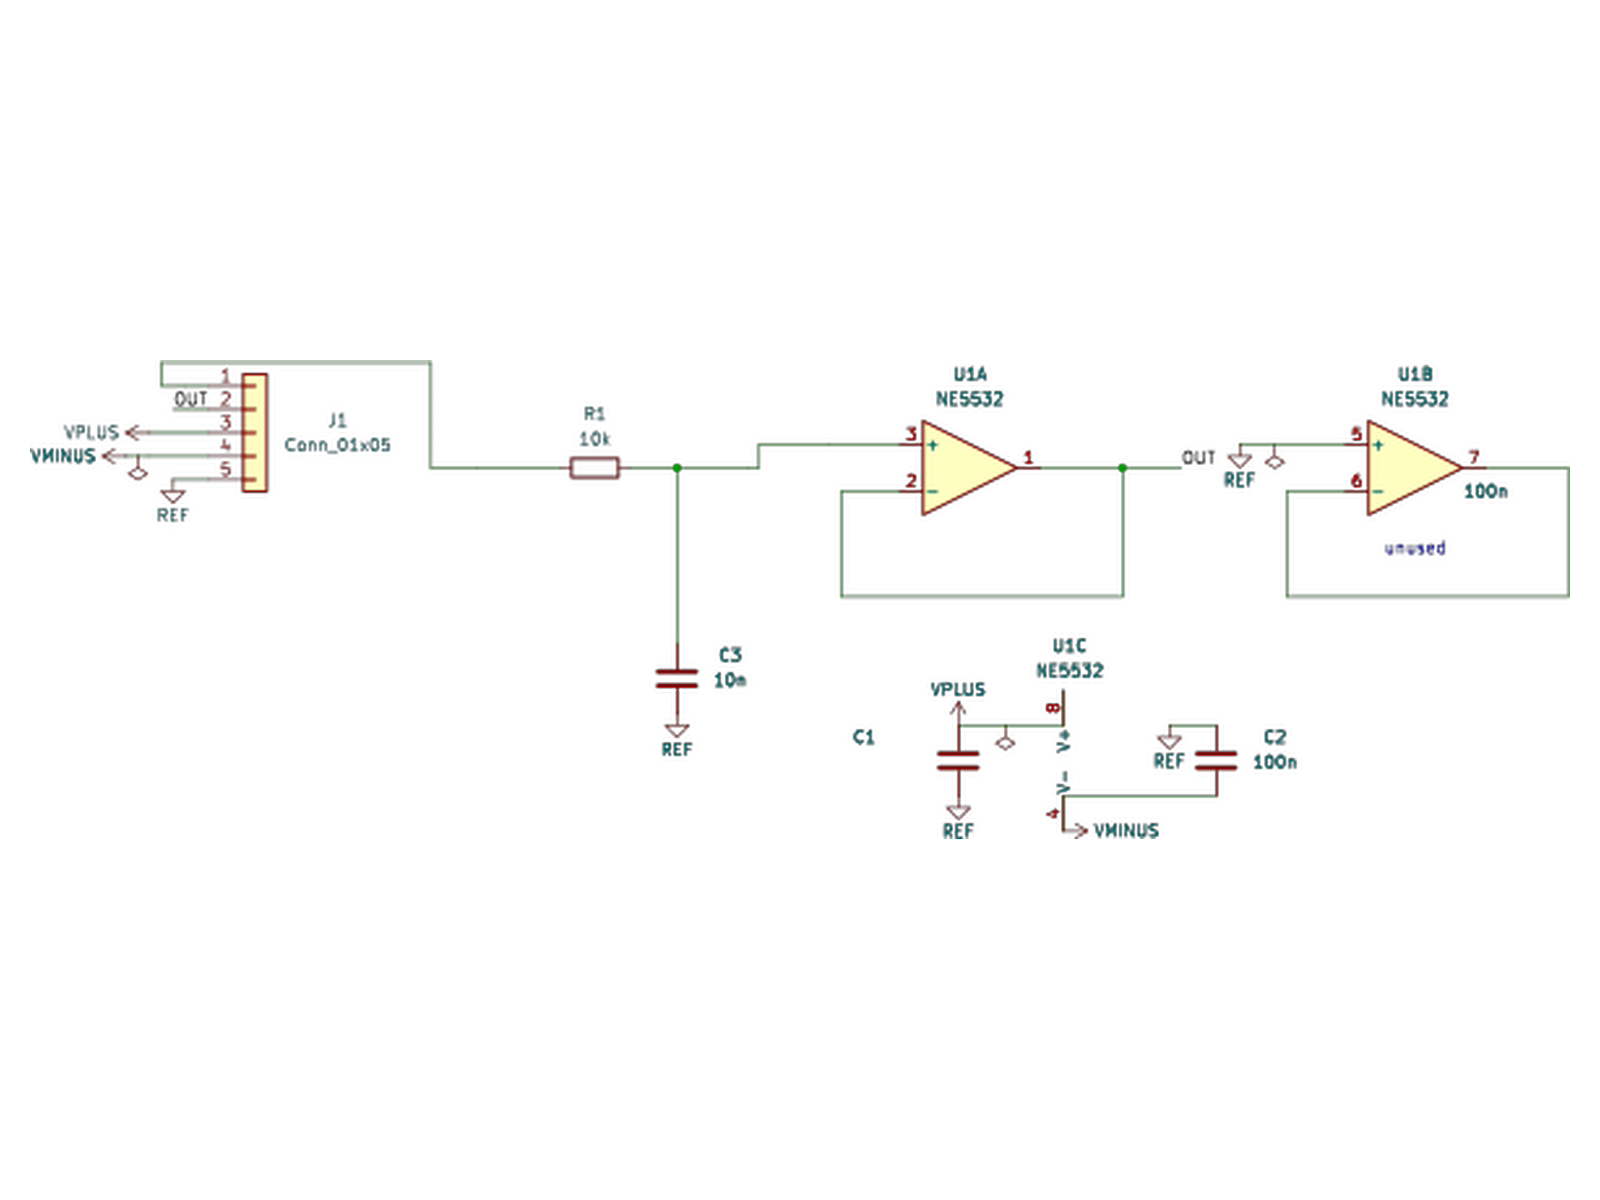 1
OUT 2
VPLUS 3
VMINUS 4
5
REF
J1
Conn_01x05
R1
10k
C3
10n
REF
U1A
NE5532
3
+
2
-
1
OUT
REF
U1B
NE5532
5
+
6
-
7
100n
unused
U1C
NE5532
VPLUS
8
V+
C1
REF
V-
4
VMINUS
REF
C2
100n